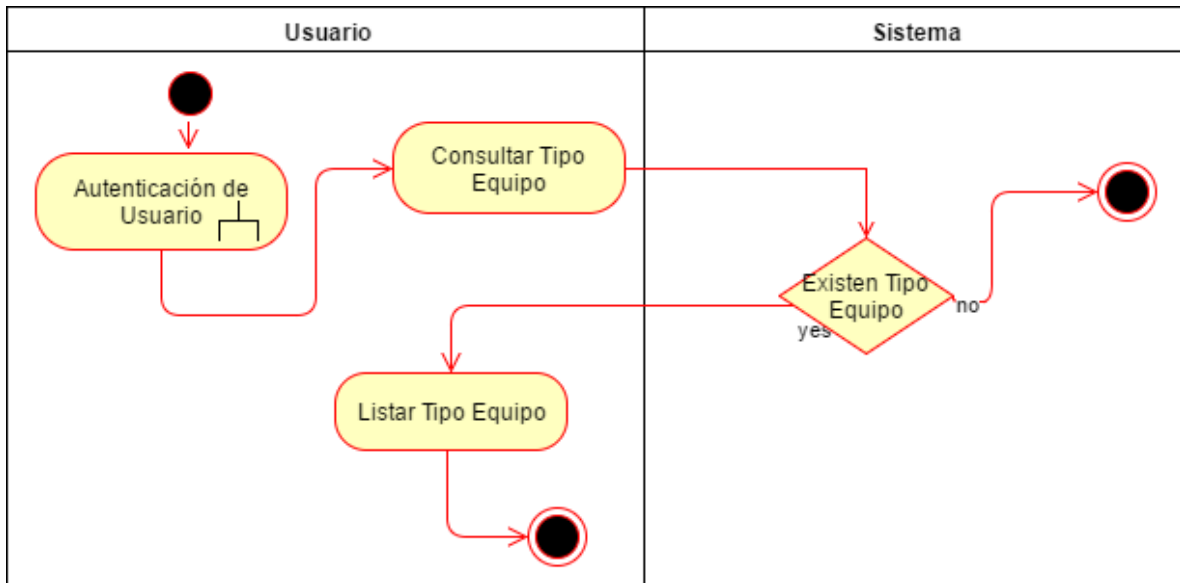 Usuario
Sistema
Consultar Tipo
Equipo
Autenticación de
Usuario
Existen Tipo
Equipo
no
yes
Listar Tipo Equipo